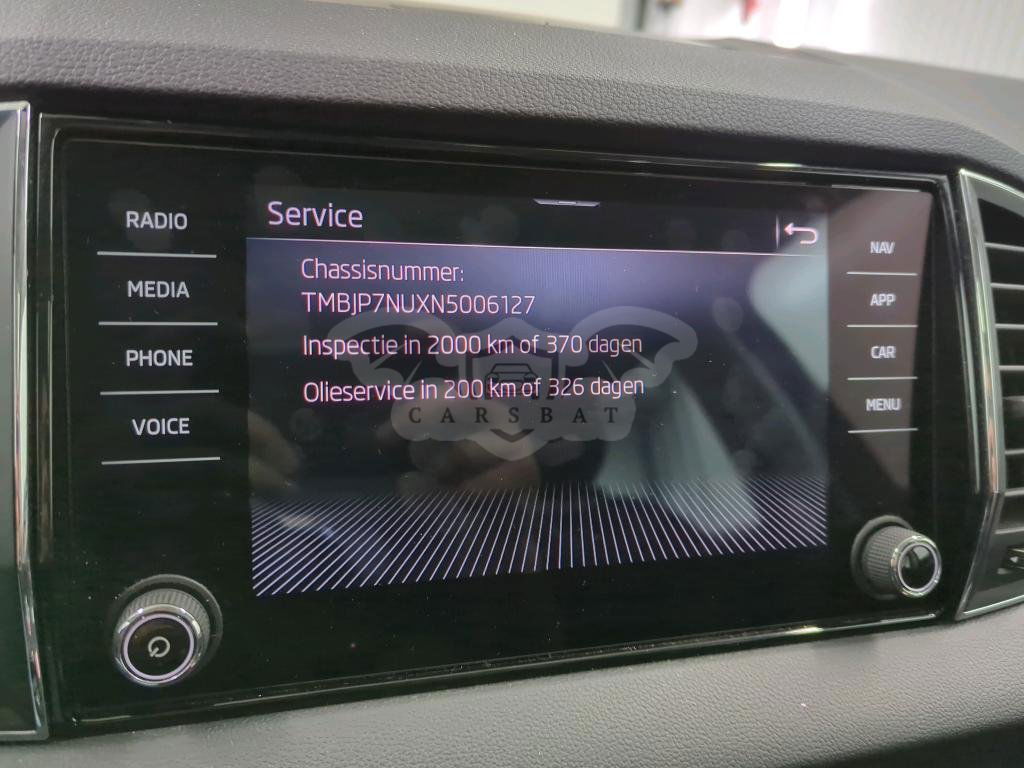 RADIO
MEDIA
PHONE
VOICE
Service
Chassisnummer:
TMBJP7NUXN5006127
Inspectie in 2000 km of 370 dagen
Olieservice in 200 km of 326 dagen
CARSBAT
NAV
APP
CAR
MENU